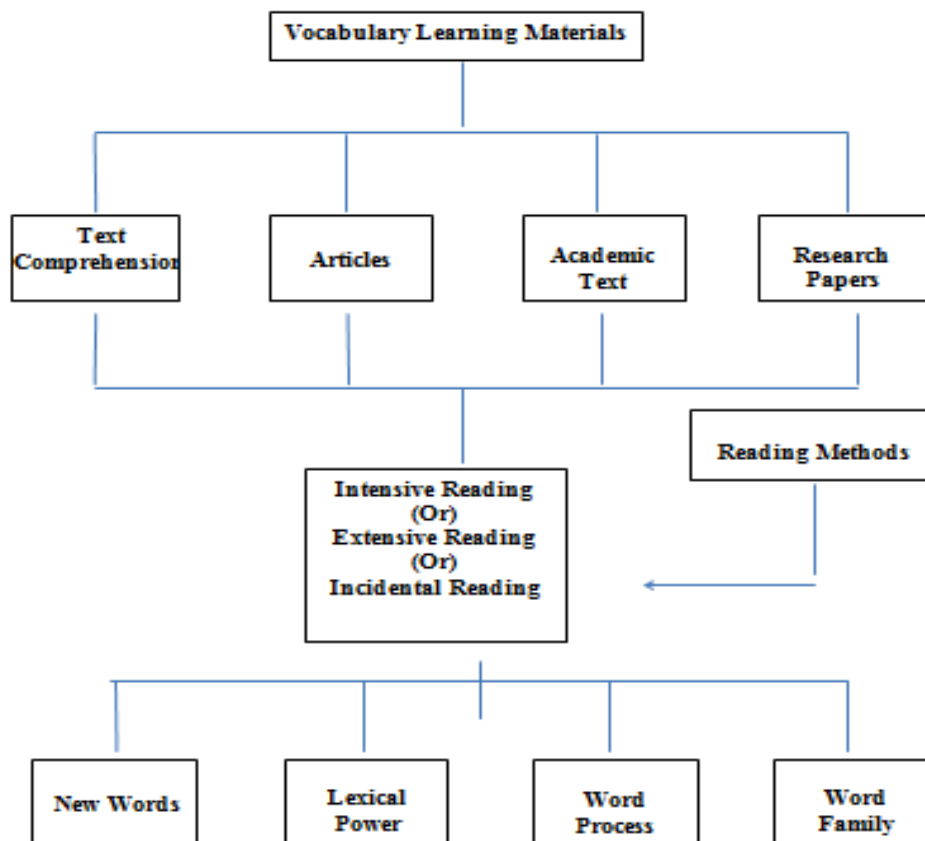 Vocabulary Learning Materials
Text
Comprehension
Articles
Academic
Text
Research
Papers
Reading Methods
Intensive Reading
(Or)
Extensive Reading
(Or)
Incidental Reading
New Words
Lexical
Power
Word
Process
Word
Family